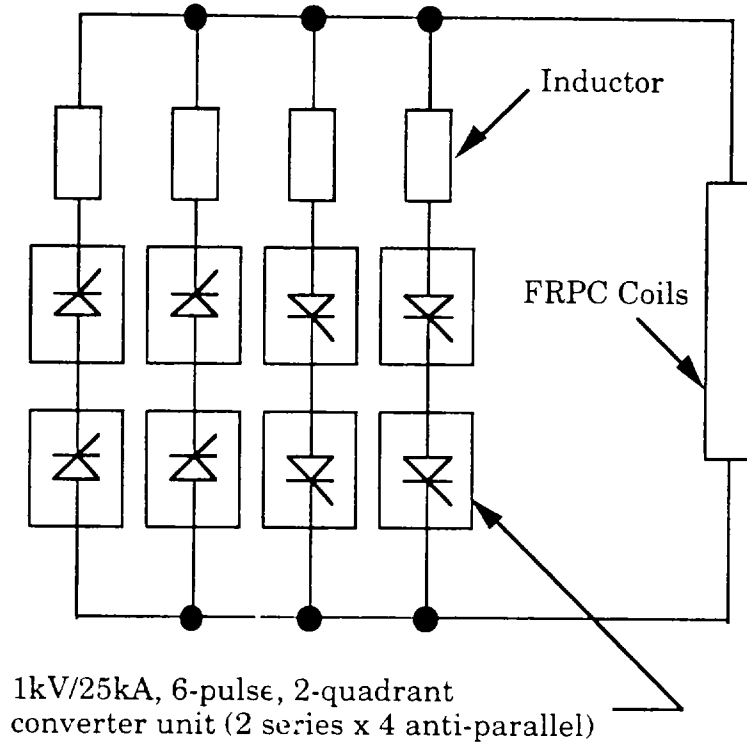 Inductor
FRPC Coils
1kV/25kA, 6-pulse, 2-quadrant
converter unit (2 series x 4 anti-parallel)